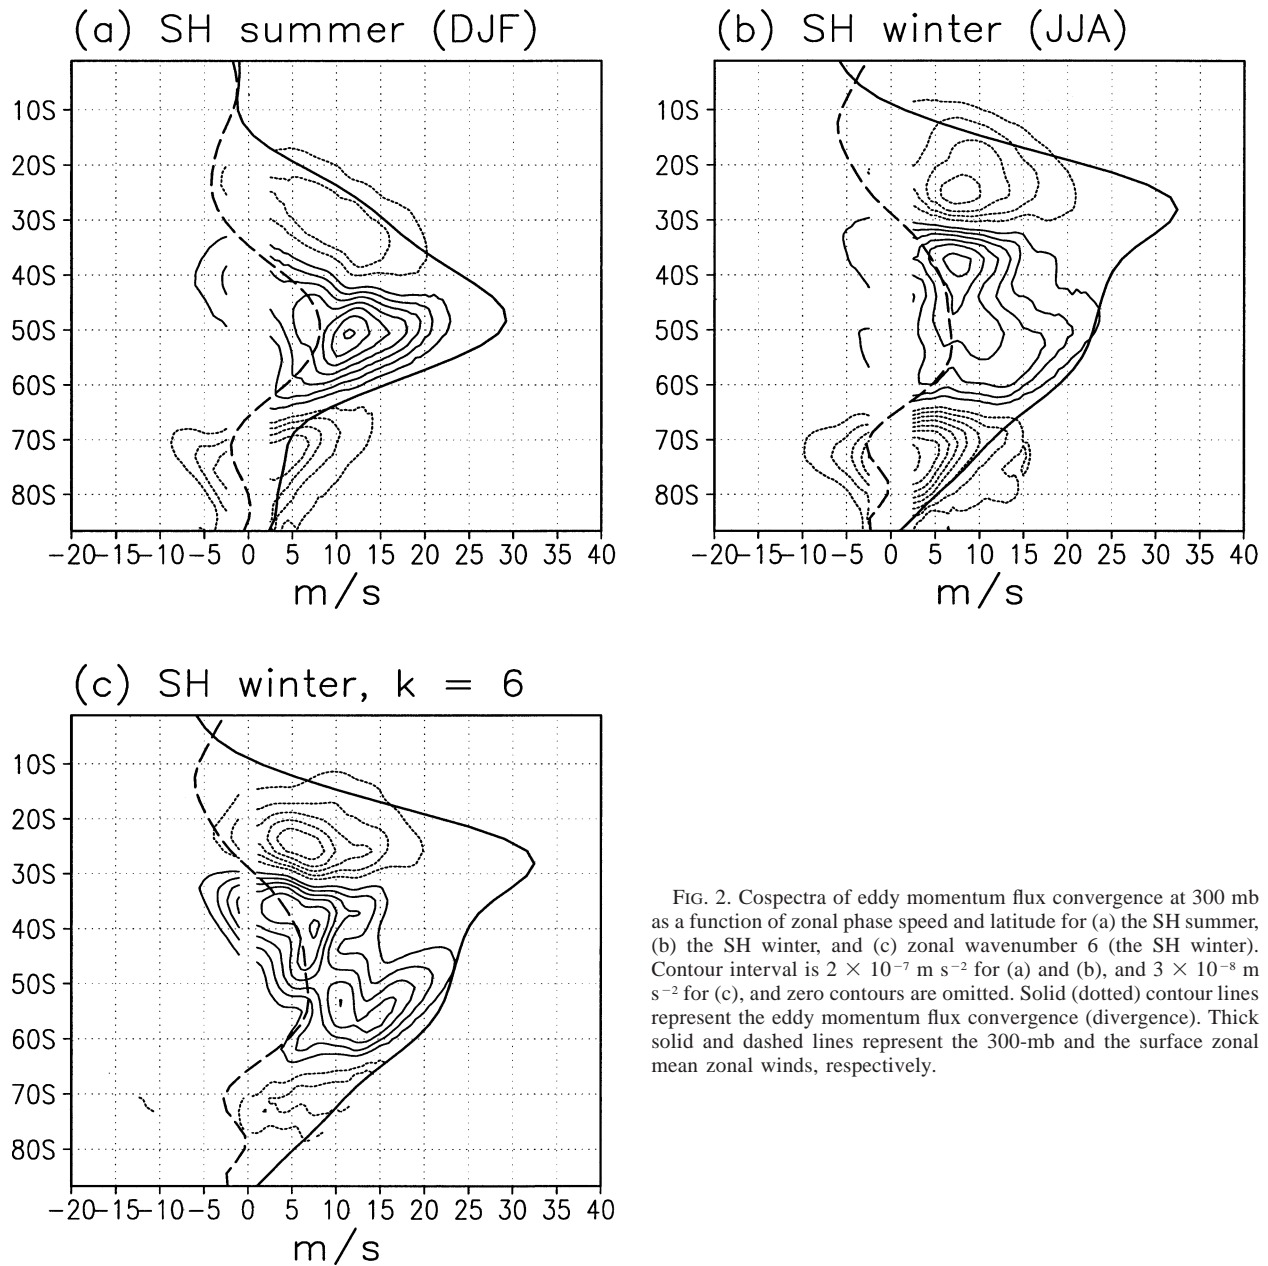 (a) SH summer (DJF)
10S
20S
30S
40S
50S
60S
70S
80S
-20-15-10-5 0 5 10 15 20 25 30 35 40
m/s
(b) SH winter (JJA)
10S
20S
30S
40S
50S
60S
70S
80S
-20-15-10-5 0 5 10 15 20 25 30 35 40
m/s
(c) SH winter, k = 6
10S
20S
30S
40S
50S
60S
70S
80S
-20-15-10-5 0 5 10 15 20 25 30 35 40
m/s
FIG. 2. Cospectra of eddy momentum flux convergence at 300 mb
as a function of zonal phase speed and latitude for (a) the SH summer,
(b) the SH winter, and (c) zonal wavenumber 6 (the SH winter).
Contour interval is 2 × 10⁻⁷ m s⁻² for (a) and (b), and 3 × 10⁻⁸ m
s⁻² for (c), and zero contours are omitted. Solid (dotted) contour lines
represent the eddy momentum flux convergence (divergence). Thick
solid and dashed lines represent the 300-mb and the surface zonal
mean zonal winds, respectively.